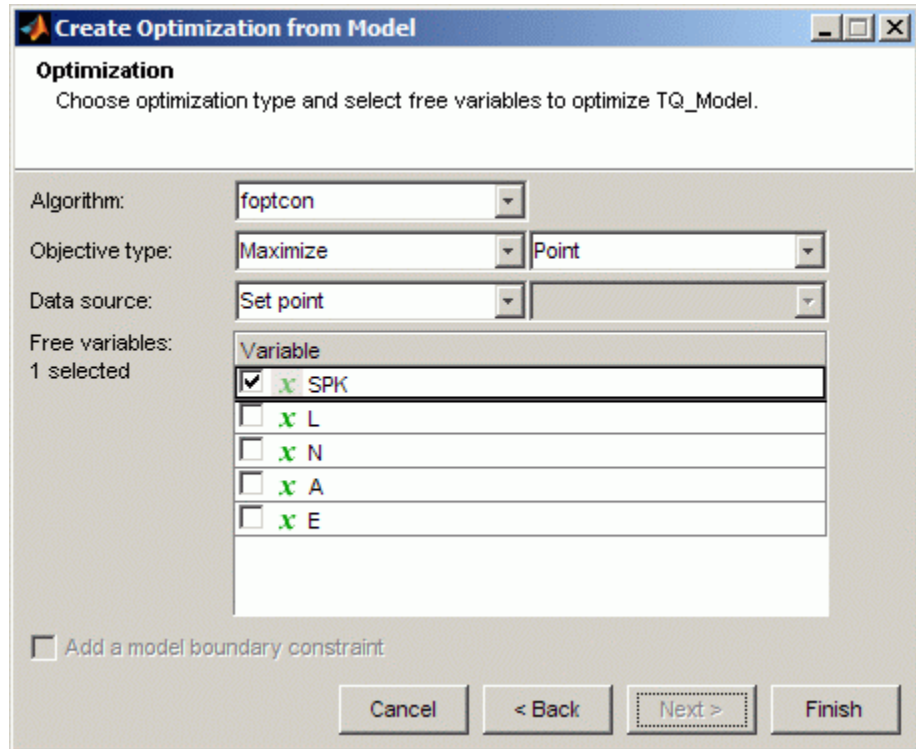 Create Optimization from Model
Optimization
Choose optimization type and select free variables to optimize TQ_Model.
Algorithm: foptcon
Objective type: Maximize Point
Data source: Set point
Free variables:
1 selected
Variable
x SPK
x L
x N
x A
x E
Add a model boundary constraint
Cancel < Back Next > Finish